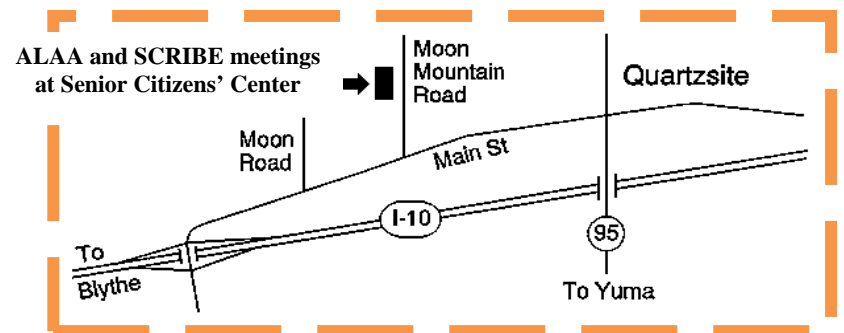 ALAA and SCRIBE meetings
at Senior Citizens' Center
Moon
Mountain
Road
Quartzsite
Moon
Road
Main St
I-10
95
To
Blythe
To Yuma